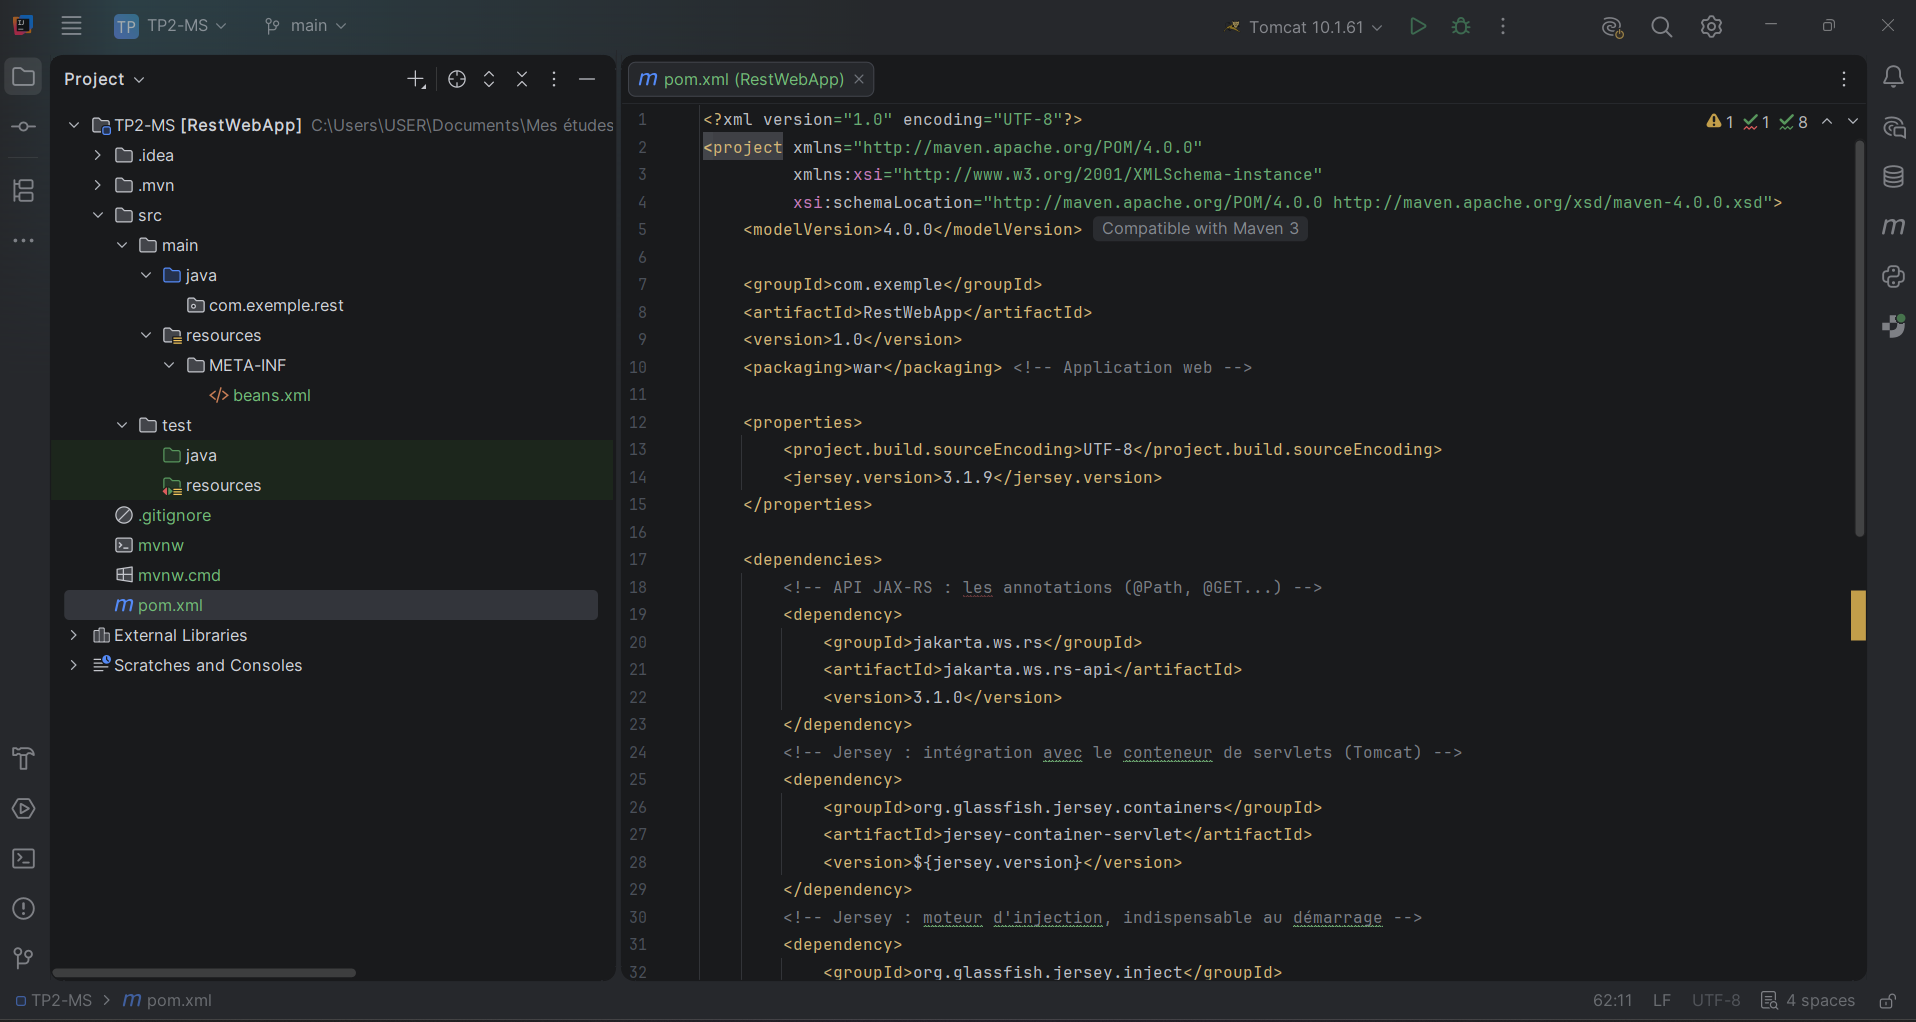 TP TP2-MS main Tomcat 10.1.61
Project
pom.xml (RestWebApp)
TP2-MS [RestWebApp] C:\Users\USER\Documents\Mes études
.idea
.mvn
src
main
java
com.exemple.rest
resources
META-INF
beans.xml
test
java
resources
.gitignore
mvnw
mvnw.cmd
pom.xml
External Libraries
Scratches and Consoles
1 1 8
1 <?xml version="1.0" encoding="UTF-8"?>
2 <project xmlns="http://maven.apache.org/POM/4.0.0"
3 xmlns:xsi="http://www.w3.org/2001/XMLSchema-instance"
4 xsi:schemaLocation="http://maven.apache.org/POM/4.0.0 http://maven.apache.org/xsd/maven-4.0.0.xsd">
5 <modelVersion>4.0.0</modelVersion> Compatible with Maven 3
6
7 <groupId>com.exemple</groupId>
8 <artifactId>RestWebApp</artifactId>
9 <version>1.0</version>
10 <packaging>war</packaging> <!-- Application web -->
11
12 <properties>
13 <project.build.sourceEncoding>UTF-8</project.build.sourceEncoding>
14 <jersey.version>3.1.9</jersey.version>
15 </properties>
16
17 <dependencies>
18 <!-- API JAX-RS : les annotations (@Path, @GET...) -->
19 <dependency>
20 <groupId>jakarta.ws.rs</groupId>
21 <artifactId>jakarta.ws.rs-api</artifactId>
22 <version>3.1.0</version>
23 </dependency>
24 <!-- Jersey : intégration avec le conteneur de servlets (Tomcat) -->
25 <dependency>
26 <groupId>org.glassfish.jersey.containers</groupId>
27 <artifactId>jersey-container-servlet</artifactId>
28 <version>${jersey.version}</version>
29 </dependency>
30 <!-- Jersey : moteur d'injection, indispensable au démarrage -->
31 <dependency>
32 <groupId>org.glassfish.jersey.inject</groupId>
TP2-MS > pom.xml
62:11 LF UTF-8 4 spaces